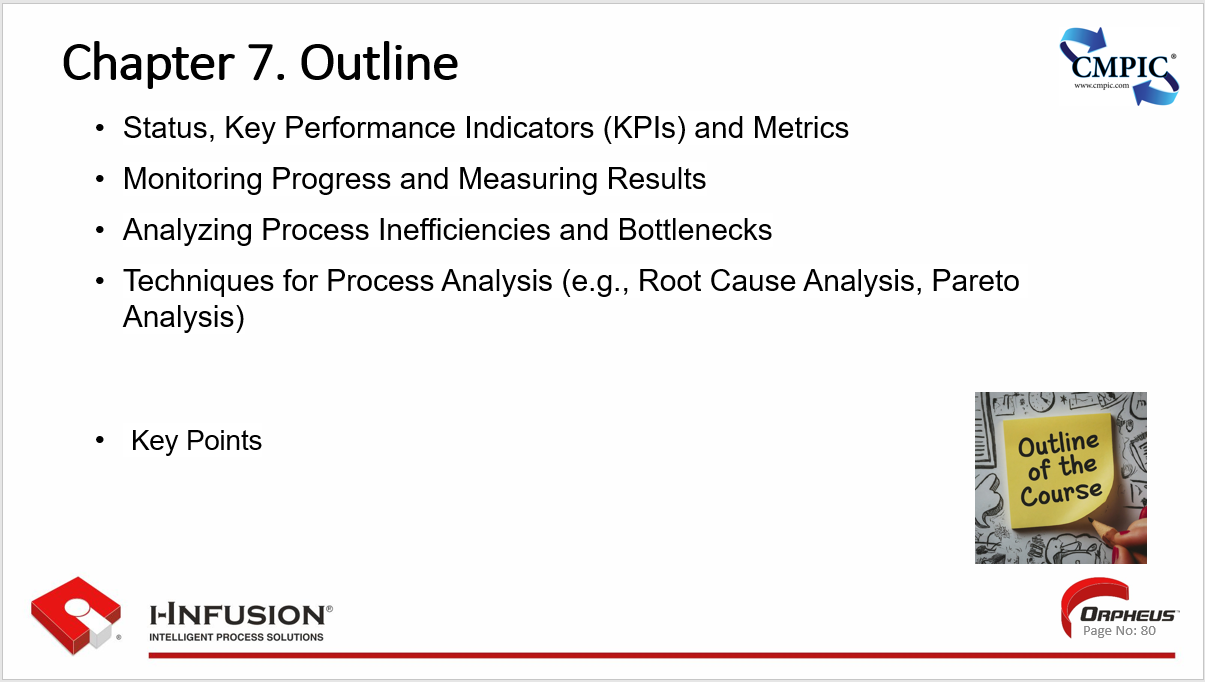 Chapter 7. Outline
CMPIC®
www.cmpic.com
• Status, Key Performance Indicators (KPIs) and Metrics
• Monitoring Progress and Measuring Results
• Analyzing Process Inefficiencies and Bottlenecks
• Techniques for Process Analysis (e.g., Root Cause Analysis, Pareto
Analysis)
• Key Points
Outline
of the
Course
I-INFUSION®
INTELLIGENT PROCESS SOLUTIONS
®
ORPHEUS™
Page No: 80